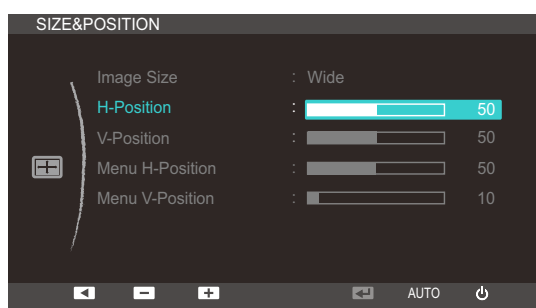 SIZE&POSITION
Image Size : Wide
H-Position : 50
V-Position : 50
Menu H-Position : 50
Menu V-Position : 10
AUTO